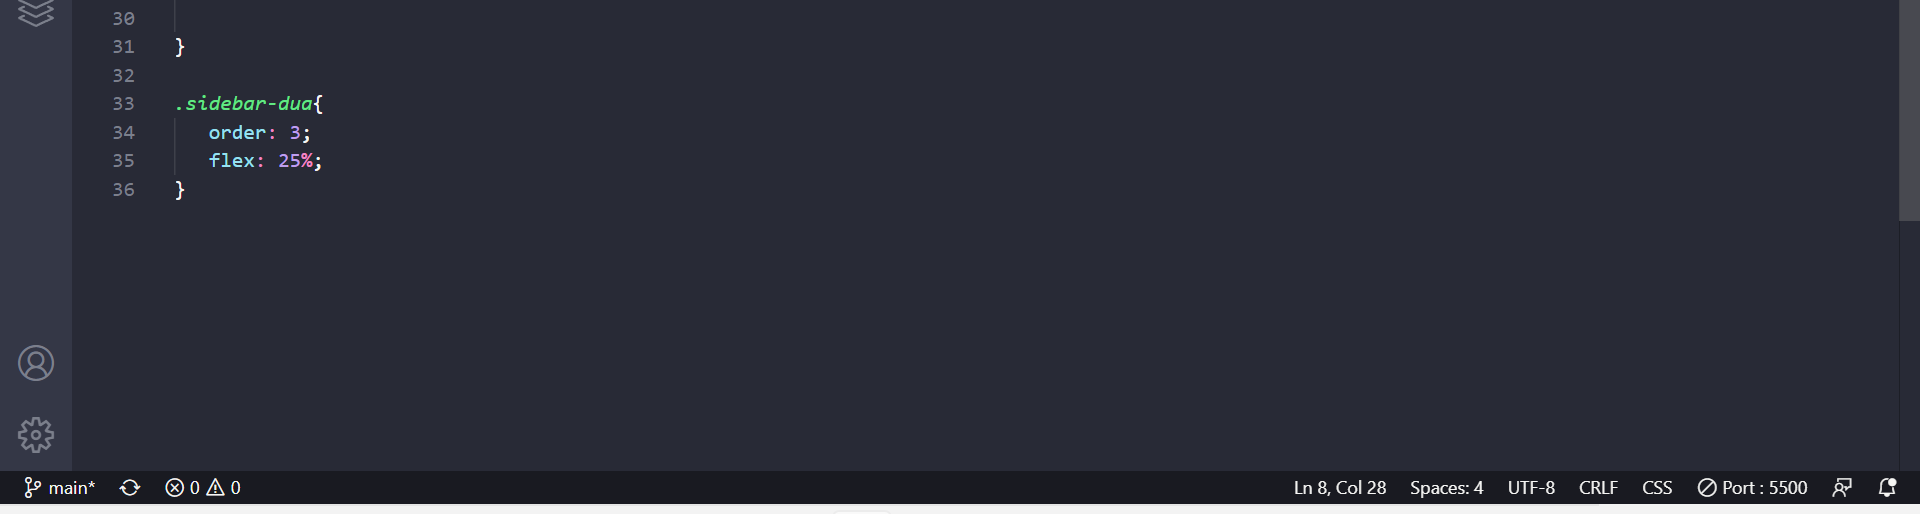 30
31 }
32
33 .sidebar-dua{
34 order: 3;
35 flex: 25%;
36 }
main* 0 0 Ln 8, Col 28 Spaces: 4 UTF-8 CRLF CSS Port : 5500